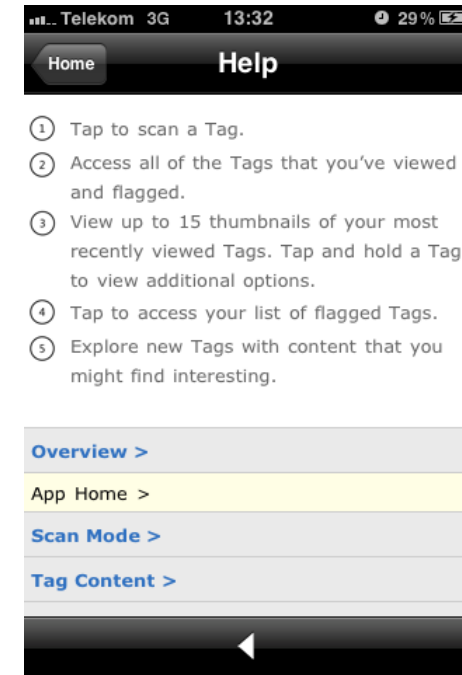 Telekom 3G 13:32 29%
Home Help
1 Tap to scan a Tag.
2 Access all of the Tags that you've viewed
and flagged.
3 View up to 15 thumbnails of your most
recently viewed Tags. Tap and hold a Tag
to view additional options.
4 Tap to access your list of flagged Tags.
5 Explore new Tags with content that you
might find interesting.
Overview >
App Home >
Scan Mode >
Tag Content >